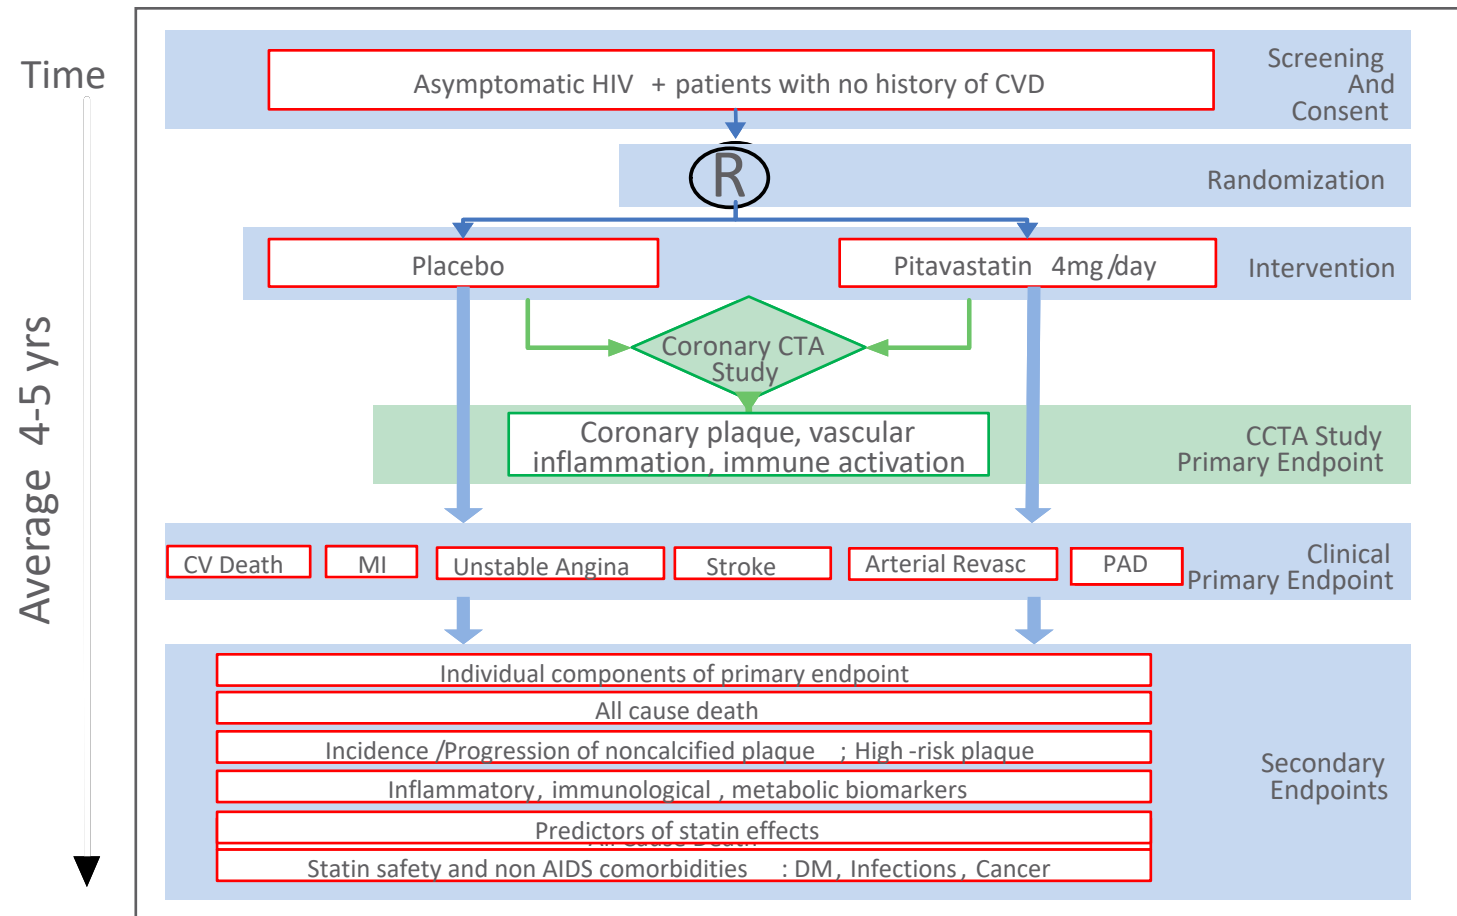 Time
Average 4-5 yrs
Asymptomatic HIV + patients with no history of CVD
Screening
And
Consent
R
Randomization
Placebo
Pitavastatin 4mg/day
Intervention
Coronary CTA
Study
Coronary plaque, vascular
inflammation, immune activation
CCTA Study
Primary Endpoint
CV Death
MI
Unstable Angina
Stroke
Arterial Revasc
PAD
Clinical
Primary Endpoint
Individual components of primary endpoint
All cause death
Incidence /Progression of noncalcified plaque ; High -risk plaque
Inflammatory, immunological , metabolic biomarkers
Predictors of statin effects
All Cause Death
Statin safety and non AIDS comorbidities : DM, Infections, Cancer
Secondary
Endpoints